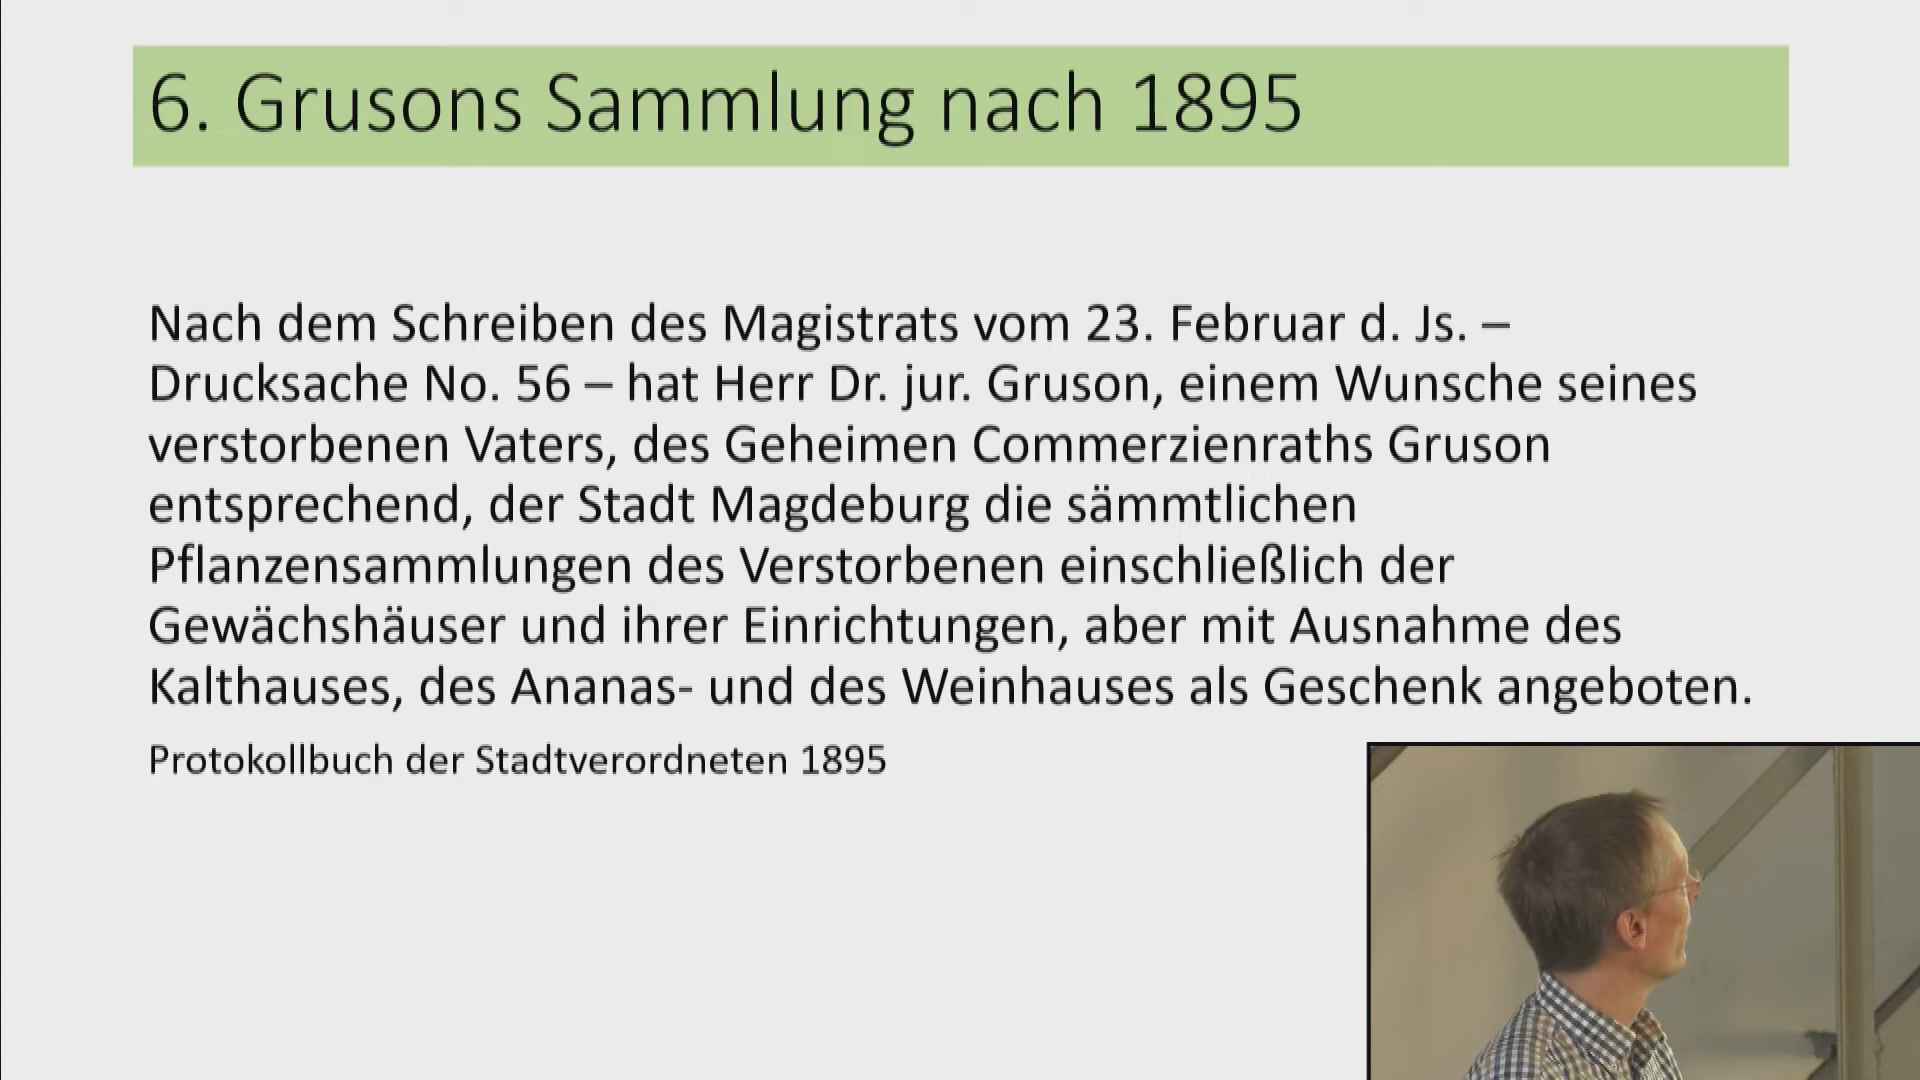 6. Grusons Sammlung nach 1895
Nach dem Schreiben des Magistrats vom 23. Februar d. Js. –
Drucksache No. 56 – hat Herr Dr. jur. Gruson, einem Wunsche seines
verstorbenen Vaters, des Geheimen Commerzienraths Gruson
entsprechend, der Stadt Magdeburg die sämmtlichen
Pflanzensammlungen des Verstorbenen einschließlich der
Gewächshäuser und ihrer Einrichtungen, aber mit Ausnahme des
Kalthauses, des Ananas- und des Weinhauses als Geschenk angeboten.
Protokollbuch der Stadtverordneten 1895